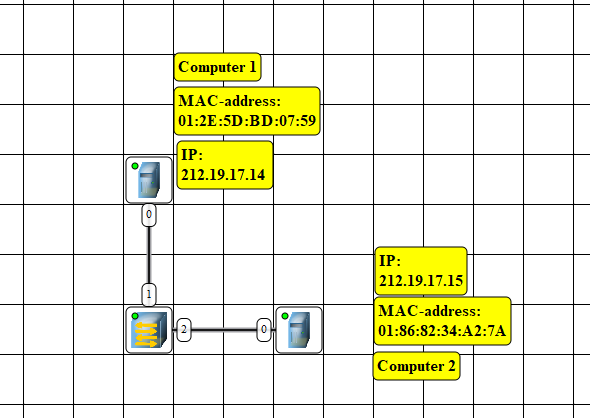 Computer 1
MAC-address:
01:2E:5D:BD:07:59
IP:
212.19.17.14
0
1
2
0
IP:
212.19.17.15
MAC-address:
01:86:82:34:A2:7A
Computer 2